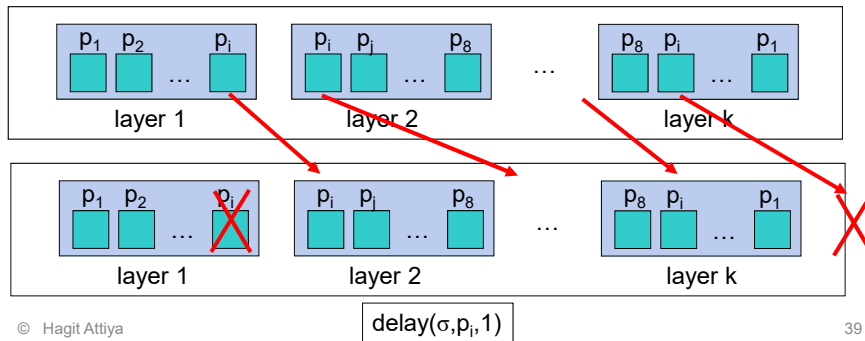 p₁ p₂ pᵢ pᵢ pⱼ p₈ p₈ pᵢ p₁
… … … …
layer 1 layer 2 layer k
p₁ p₂ pᵢ pᵢ pⱼ p₈ p₈ pᵢ p₁
… … … …
layer 1 layer 2 layer k
© Hagit Attiya delay(σ,pᵢ,1) 39